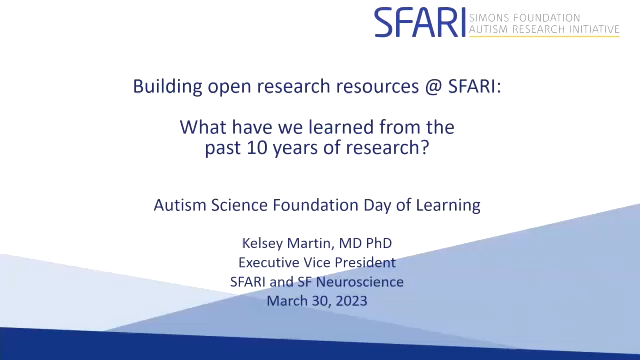 SFARI SIMONS FOUNDATION
AUTISM RESEARCH INITIATIVE
Building open research resources @ SFARI:
What have we learned from the
past 10 years of research?
Autism Science Foundation Day of Learning
Kelsey Martin, MD PhD
Executive Vice President
SFARI and SF Neuroscience
March 30, 2023